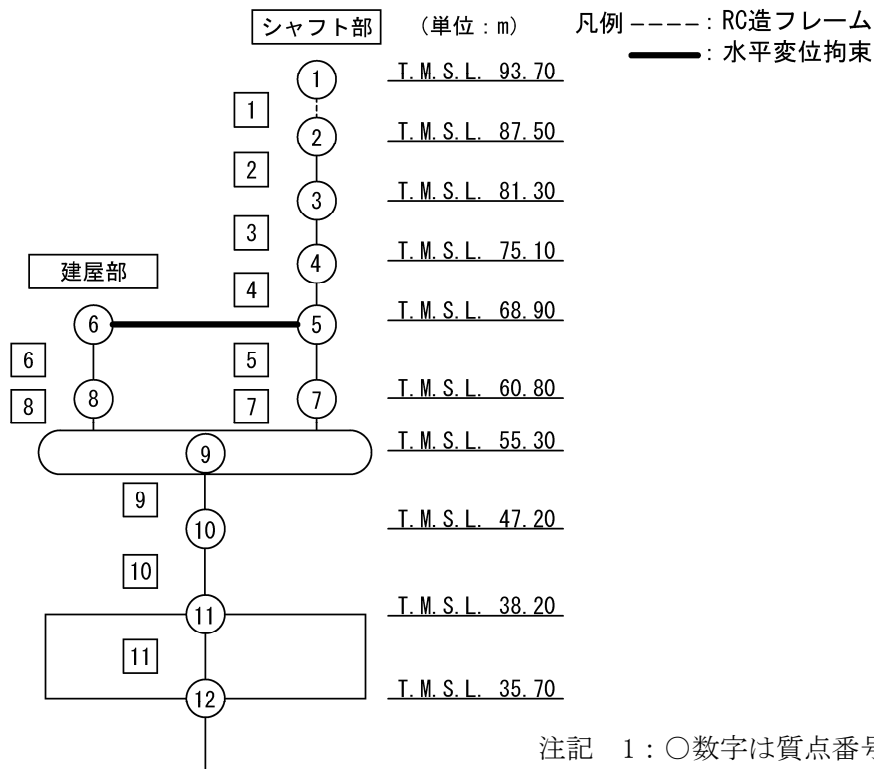 シャフト部 (単位:m) 凡例 ----:RC造フレーム
━━:水平変位拘束
1 T.M.S.L. 93.70
1
2 T.M.S.L. 87.50
2
3 T.M.S.L. 81.30
3
4 T.M.S.L. 75.10
建屋部
4
6 5 T.M.S.L. 68.90
6 5
8 7 T.M.S.L. 60.80
8 7
9 T.M.S.L. 55.30
9
10 T.M.S.L. 47.20
10
11 T.M.S.L. 38.20
11
12 T.M.S.L. 35.70
注記 1:○数字は質点番